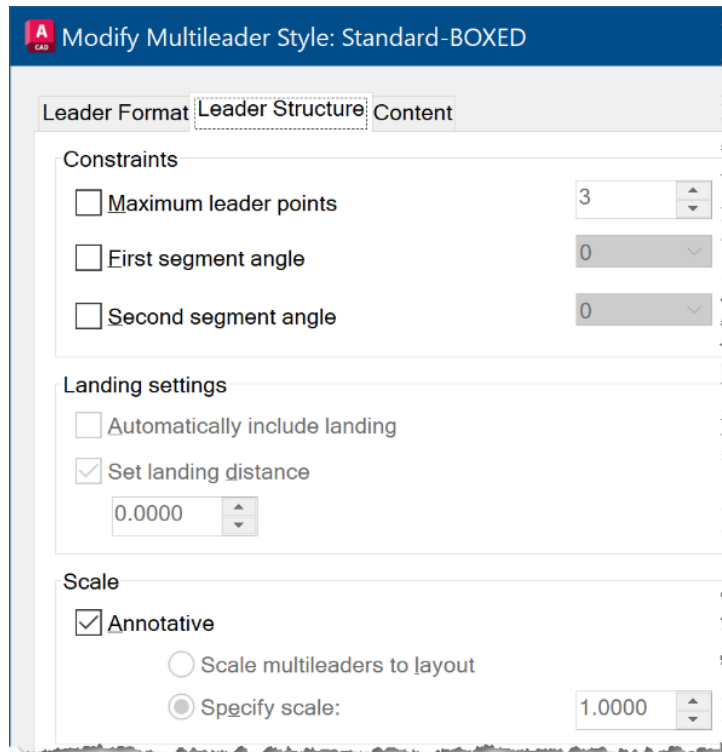 A
CAD
Modify Multileader Style: Standard-BOXED
Leader Format Leader Structure Content
Constraints
Maximum leader points 3
First segment angle 0
Second segment angle 0
Landing settings
Automatically include landing
Set landing distance
0.0000
Scale
Annotative
Scale multileaders to layout
Specify scale: 1.0000